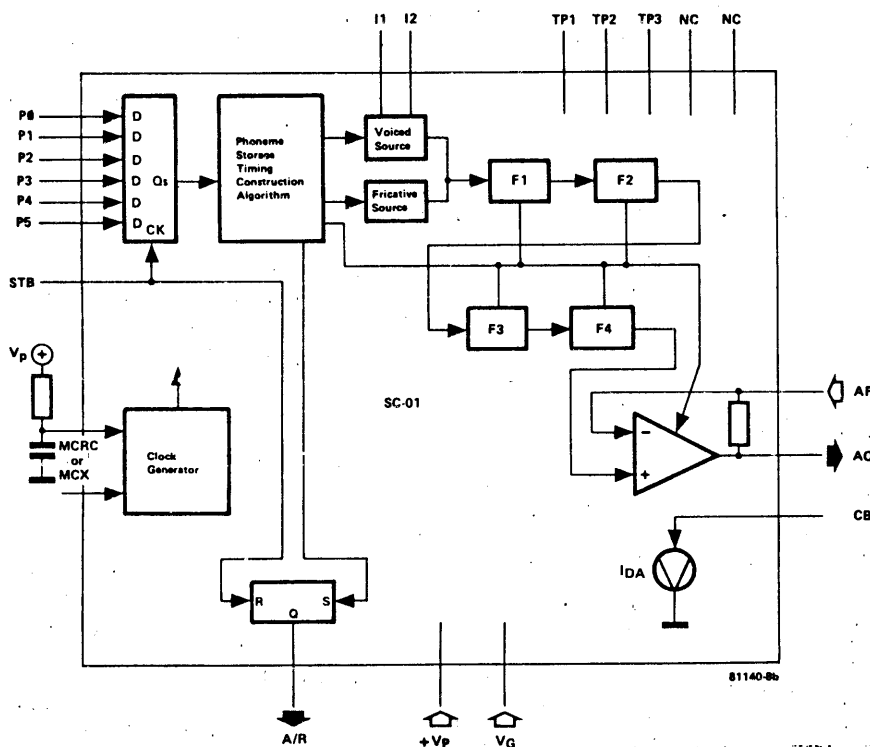 I1 I2 TP1 TP2 TP3 NC NC
P0
P1
P2
P3
P4
P5
D
D
D
D Qs
D
D CK
Phoneme
Storage
Timing
Construction
Algorithm
Voiced
Source
Fricative
Source
F1
F2
STB
F3
F4
Vp
+
MCRC
or
MCX
Clock
Generator
SC-01
−
+
AO
CB
IDA
R S
Q
81140-8b
A/R
+VP
VG